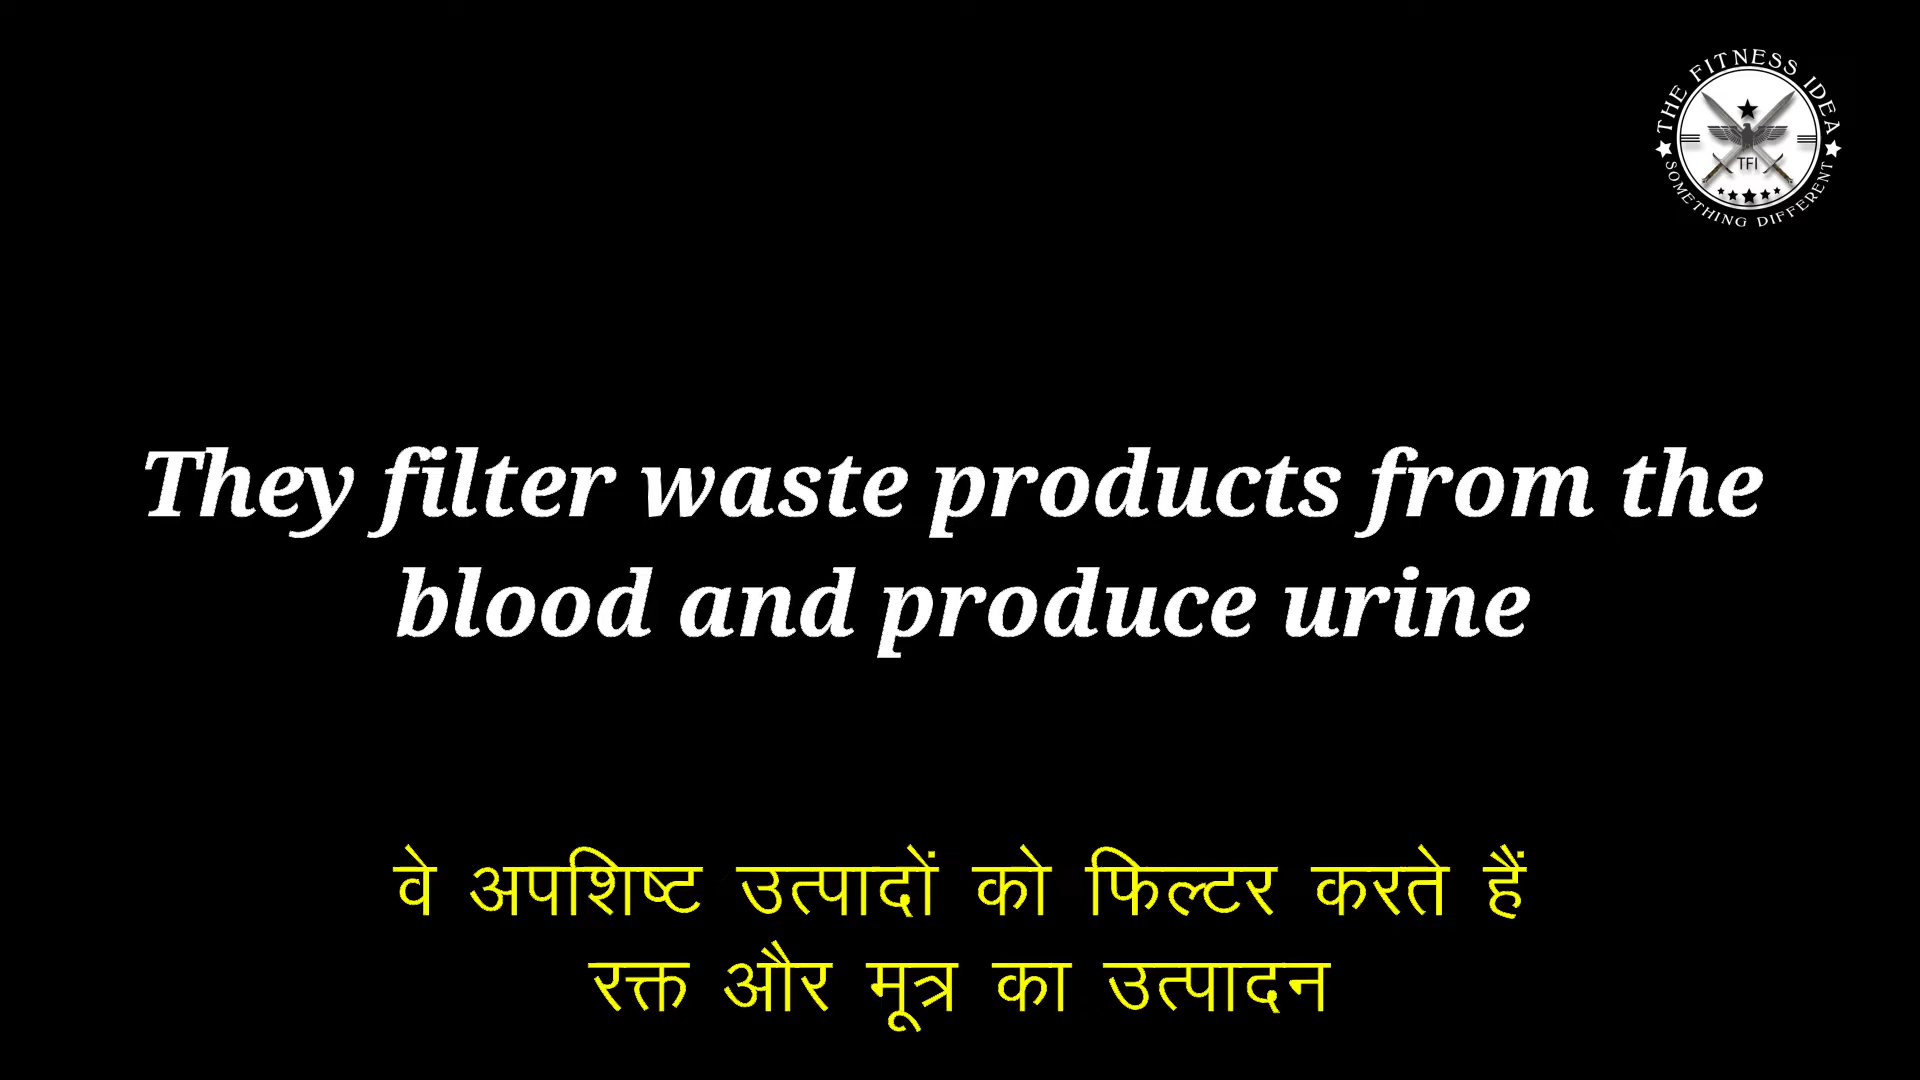 THE FITNESS IDEA
TFI
SOMETHING DIFFERENT
They filter waste products from the
blood and produce urine
वे अपशिष्ट उत्पादों को फिल्टर करते हैं
रक्त और मूत्र का उत्पादन